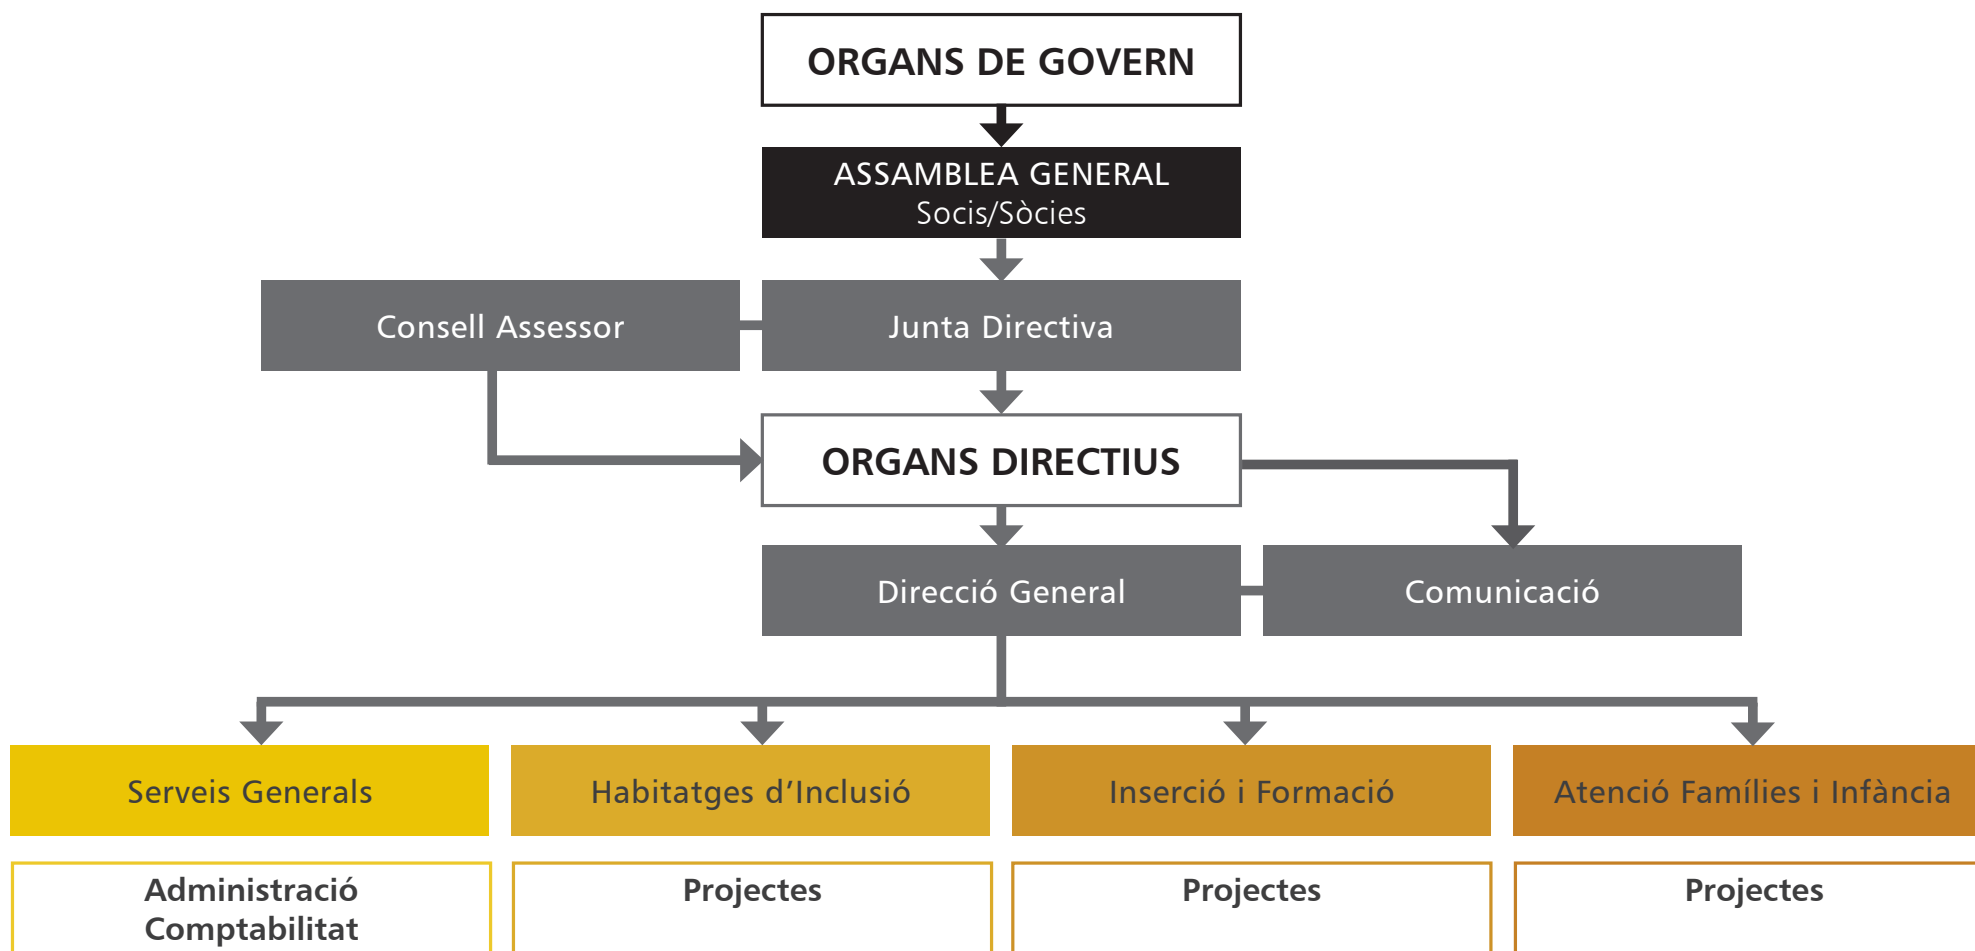 ORGANS DE GOVERN
ASSAMBLEA GENERAL
Socis/Sòcies
Consell Assessor
Junta Directiva
ORGANS DIRECTIUS
Direcció General
Comunicació
Serveis Generals
Habitatges d’Inclusió
Inserció i Formació
Atenció Famílies i Infància
Administració
Comptabilitat
Projectes
Projectes
Projectes